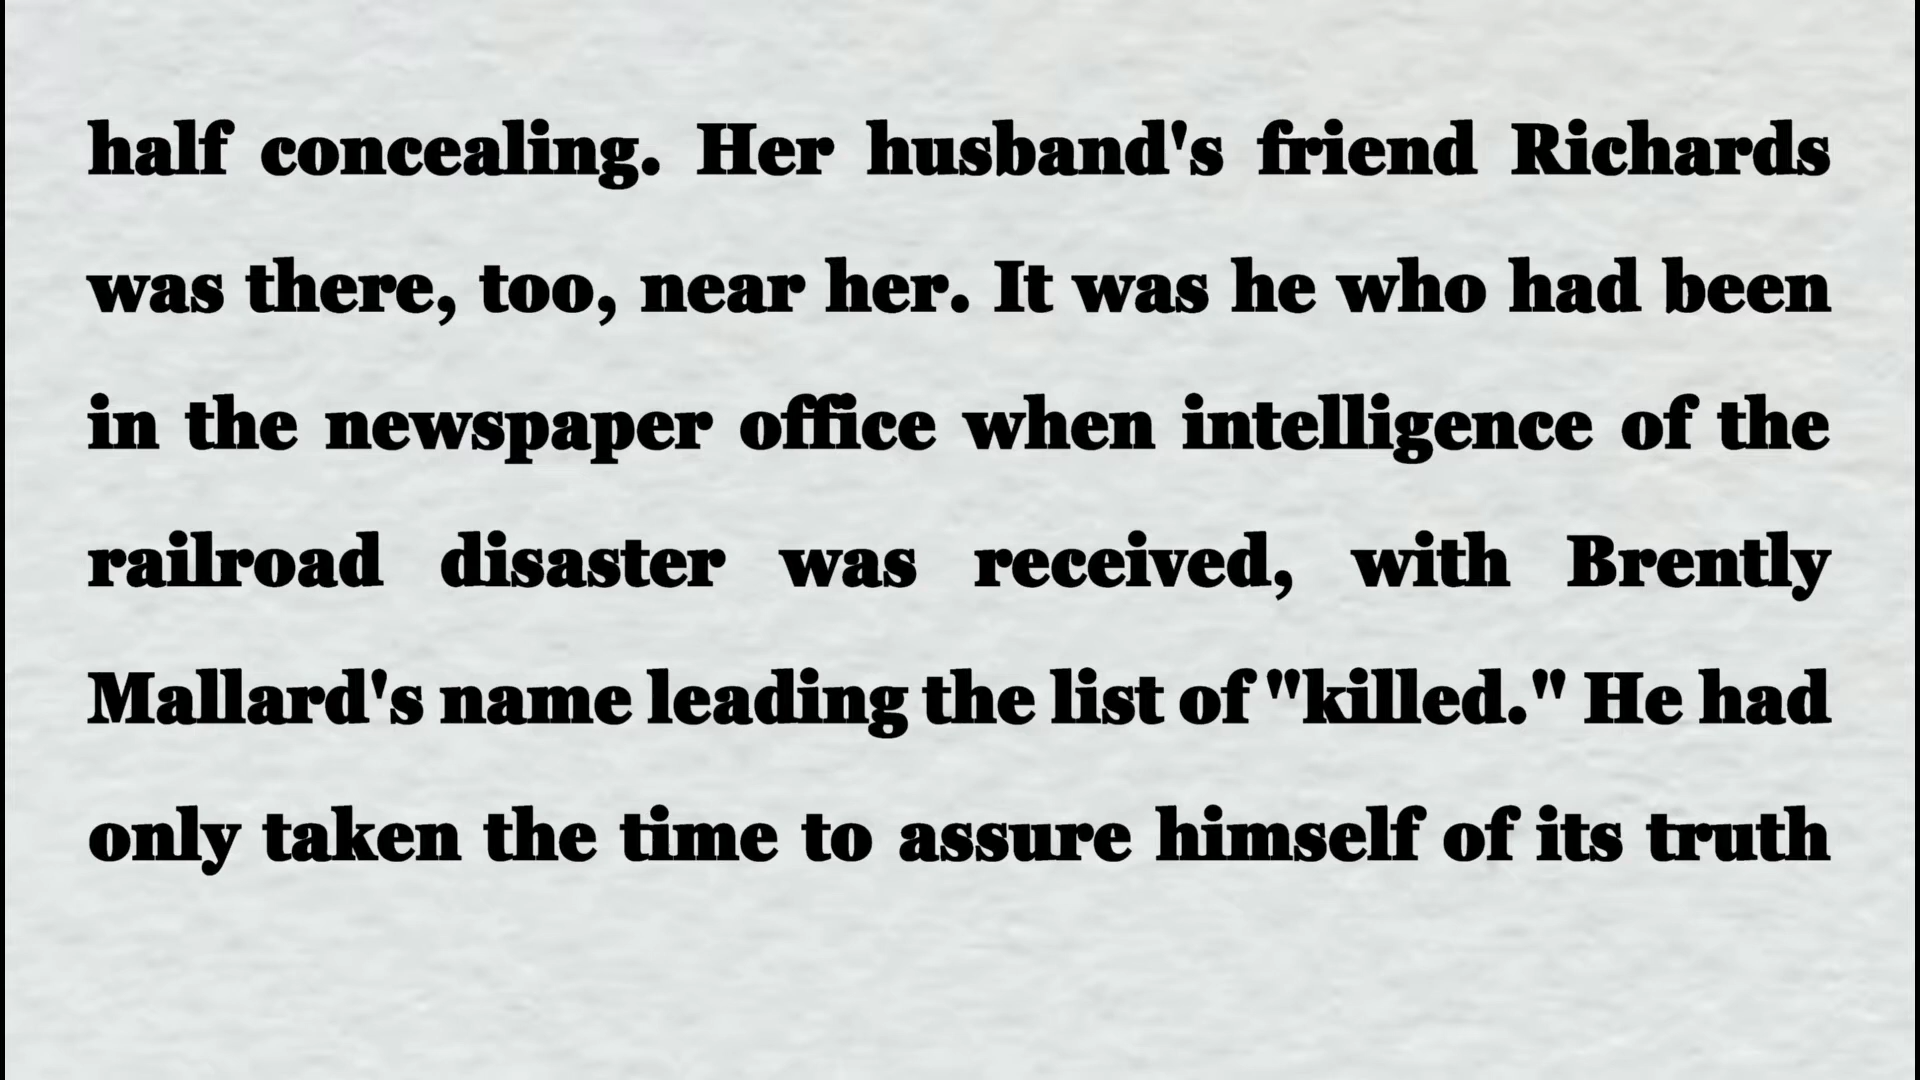 half concealing. Her husband's friend Richards
was there, too, near her. It was he who had been
in the newspaper office when intelligence of the
railroad disaster was received, with Brently
Mallard's name leading the list of "killed." He had
only taken the time to assure himself of its truth